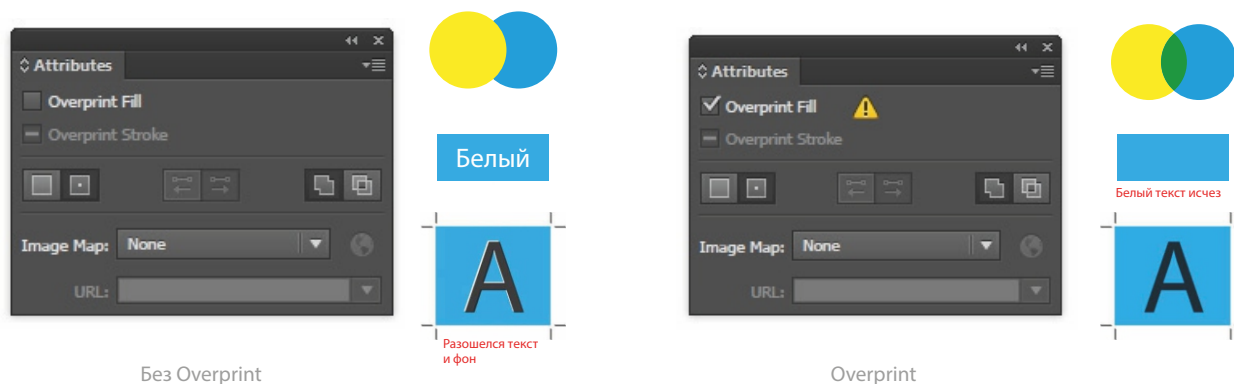 Attributes
Overprint Fill
Overprint Stroke
Image Map: None
URL:
Белый
A
Разошелся текст
и фон
Без Overprint
Attributes
Overprint Fill
Overprint Stroke
Image Map: None
URL:
Белый текст исчез
A
Overprint